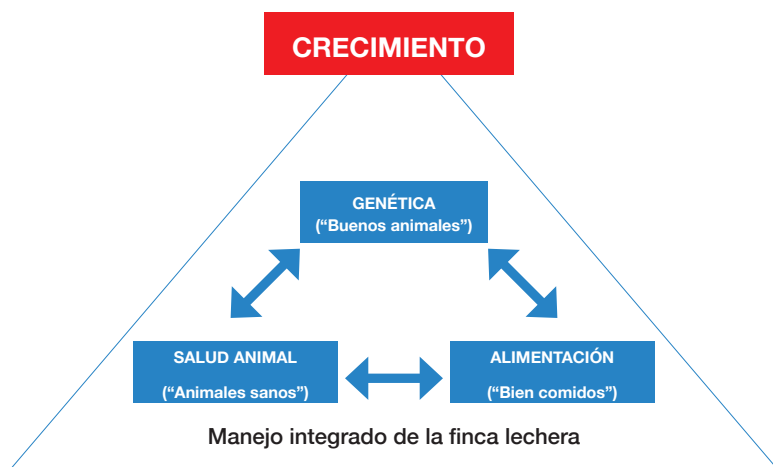 CRECIMIENTO
GENÉTICA
(“Buenos animales”)
SALUD ANIMAL
(“Animales sanos”)
ALIMENTACIÓN
(“Bien comidos”)
Manejo integrado de la finca lechera